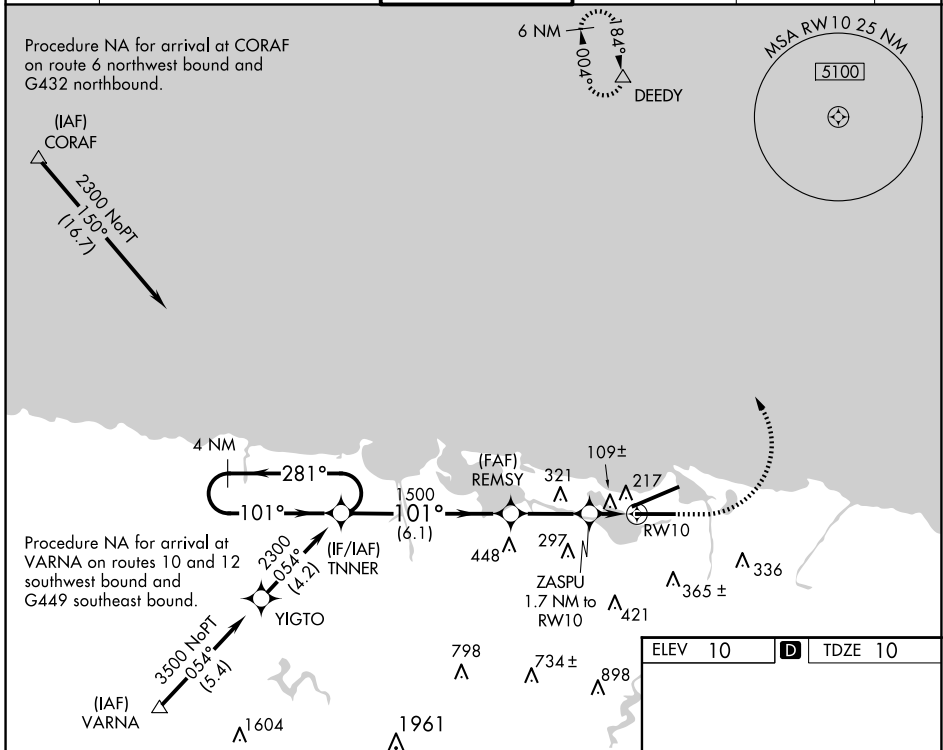 Procedure NA for arrival at CORAF
on route 6 northwest bound and
G432 northbound.
6 NM
184°
004°
DEEDY
MSA RW10 25 NM
5100
(IAF)
CORAF
2300 NoPT
150°
(16.7)
4 NM
281°
101°
(FAF)
REMSY
1500
101°
(6.1)
321
109±
217
RW10
448
297
336
365 ±
421
ZASPU
1.7 NM to
RW10
(IF/IAF)
TNNER
Procedure NA for arrival at
VARNA on routes 10 and 12
southwest bound and
G449 southeast bound.
2300
054°
(4.2)
YIGTO
3500 NoPT
054°
(5.4)
(IAF)
VARNA
798
734 ±
898
1604
1961
ELEV 10 D TDZE 10